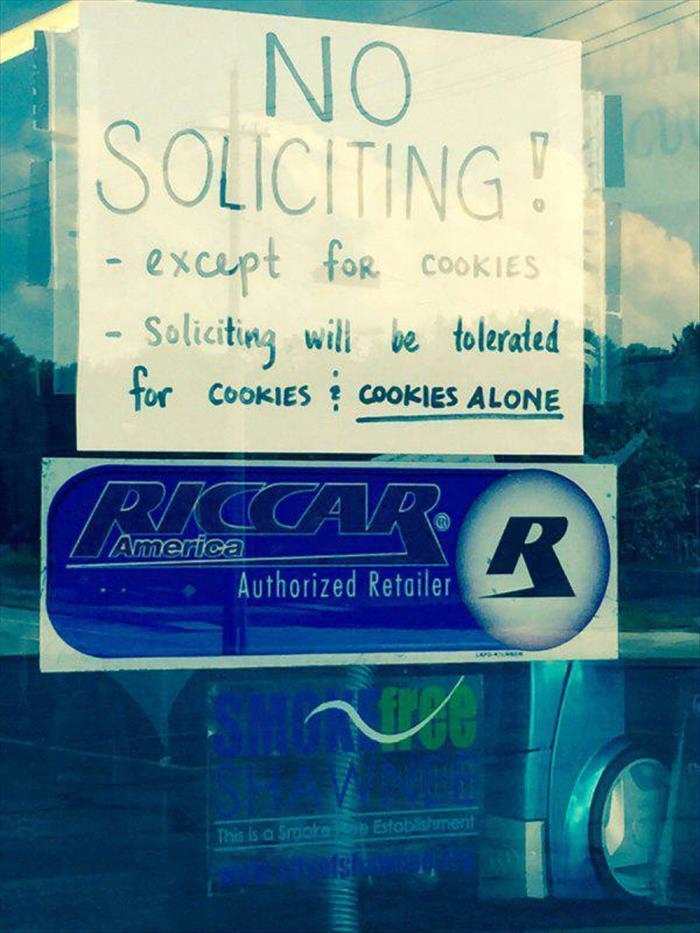 NO
SOLICITING!
- except for COOKIES
- Soliciting will be tolerated
for COOKIES & COOKIES ALONE
RICCAR®
America
Authorized Retailer
R
SMOKEfree
SHAWNEE
This Is a Smoke Free Establishment